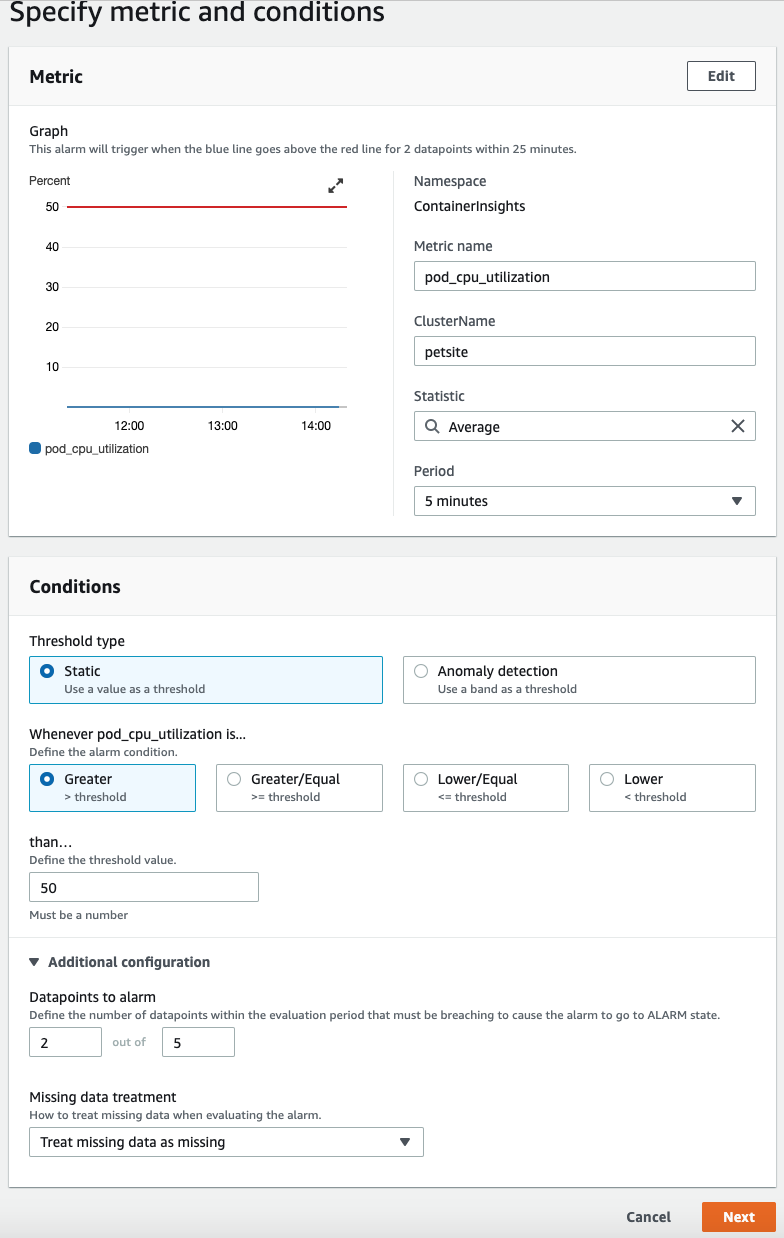 Specify metric and conditions
Metric
Edit
Graph
This alarm will trigger when the blue line goes above the red line for 2 datapoints within 25 minutes.
Percent
50
40
30
20
10
12:00 13:00 14:00
pod_cpu_utilization
Namespace
ContainerInsights
Metric name
pod_cpu_utilization
ClusterName
petsite
Statistic
Average
Period
5 minutes
Conditions
Threshold type
Static
Use a value as a threshold
Anomaly detection
Use a band as a threshold
Whenever pod_cpu_utilization is...
Define the alarm condition.
Greater
> threshold
Greater/Equal
>= threshold
Lower/Equal
<= threshold
Lower
< threshold
than...
Define the threshold value.
50
Must be a number
Additional configuration
Datapoints to alarm
Define the number of datapoints within the evaluation period that must be breaching to cause the alarm to go to ALARM state.
2 out of 5
Missing data treatment
How to treat missing data when evaluating the alarm.
Treat missing data as missing
Cancel Next